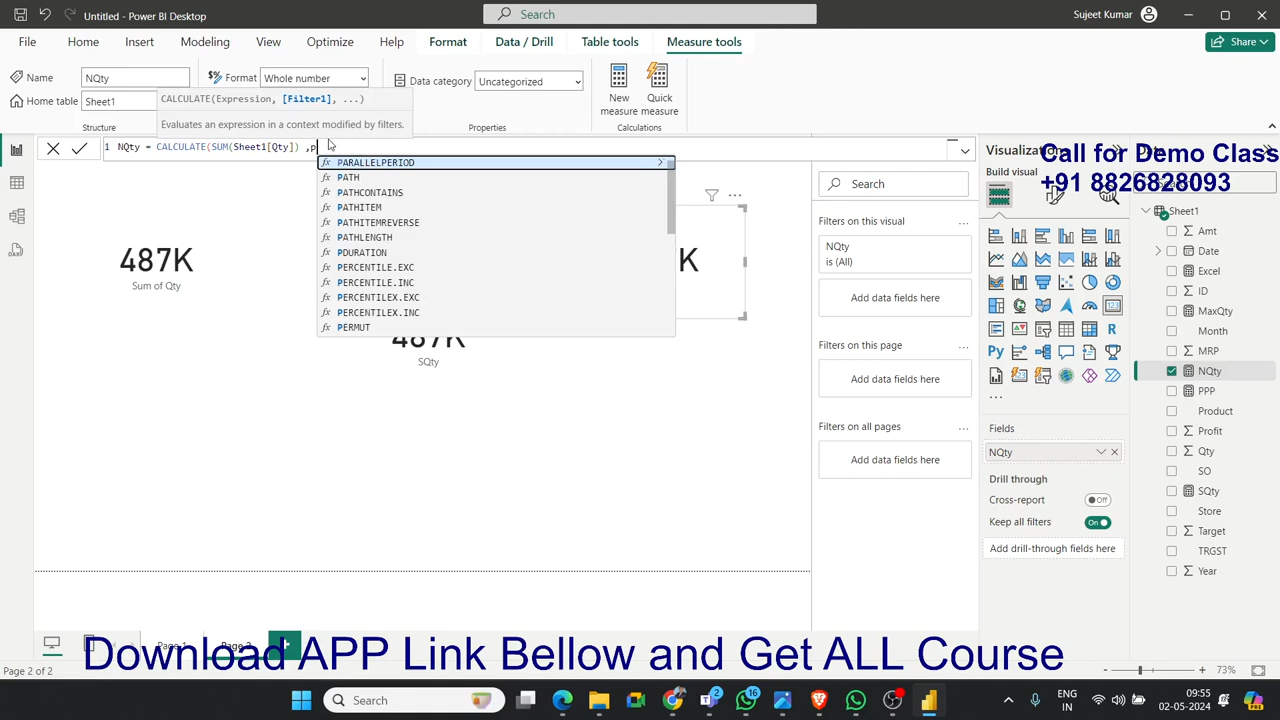 Untitled - Power BI Desktop
Search
Sujeet Kumar
File Home Insert Modeling View Optimize Help Format Data / Drill Table tools Measure tools
Share
Name NQty
Format Whole number
Data category Uncategorized
Home table Sheet1
New measure
Quick measure
Structure
Properties
Calculations
CALCULATE(Expression, [Filter1], ...)
Evaluates an expression in a context modified by filters.
1 NQty = CALCULATE(SUM(Sheet1[Qty]) ,p
PARALLELPERIOD
PATH
PATHCONTAINS
PATHITEM
PATHITEMREVERSE
PATHLENGTH
PDURATION
PERCENTILE.EXC
PERCENTILE.INC
PERCENTILEX.EXC
PERCENTILEX.INC
PERMUT
487K
Sum of Qty
K
487K
SQty
Call for Demo Class
+91 8826828093
Search
Filters on this visual
NQty
is (All)
Add data fields here
Filters on this page
Add data fields here
Filters on all pages
Add data fields here
Build visual
Fields
NQty
Drill through
Cross-report Off
Keep all filters On
Add drill-through fields here
Sheet1
Amt
Date
Excel
ID
MaxQty
Month
MRP
NQty
PPP
Product
Profit
Qty
SO
SQty
Store
Target
TRGST
Year
Page 1
Download APP Link Bellow and Get ALL Course
Page 2 of 2
73%
Search
2
16
ENG
IN
09:55
02-05-2024